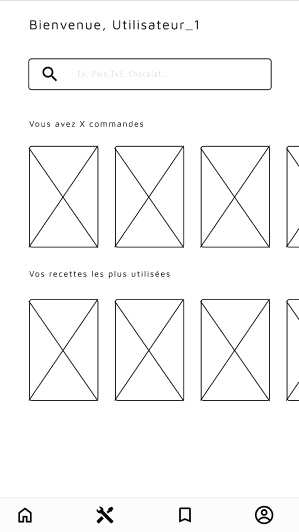 Bienvenue, Utilisateur_1
Ex: Pain T45, Chocolat...
Vous avez X commandes
Vos recettes les plus utilisées